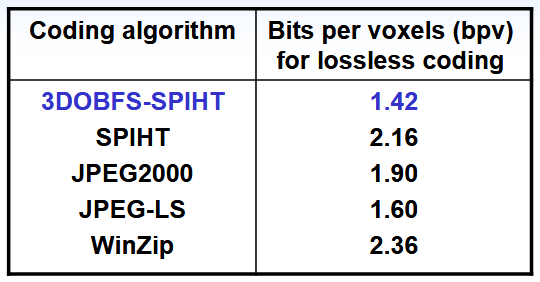 Coding algorithm Bits per voxels (bpv)
for lossless coding
3DOBFS-SPIHT 1.42
SPIHT 2.16
JPEG2000 1.90
JPEG-LS 1.60
WinZip 2.36